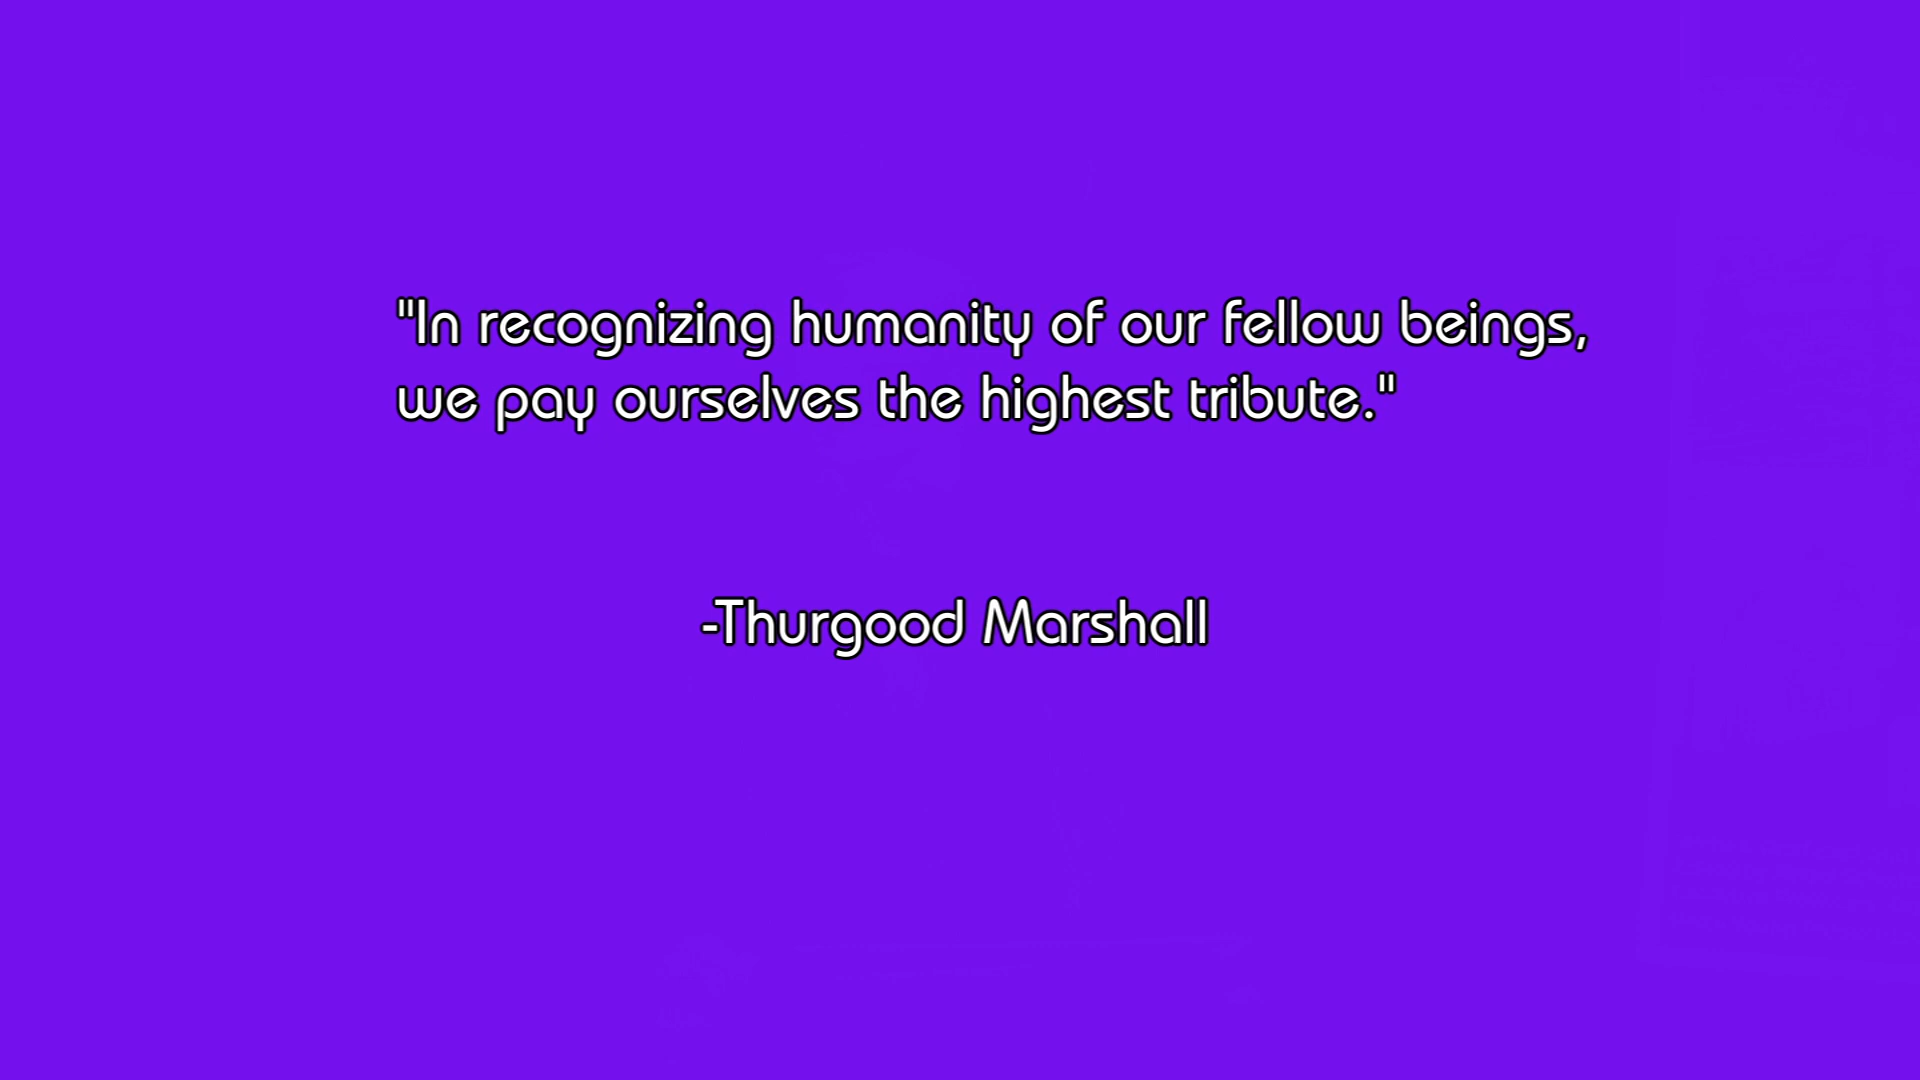 "In recognizing humanity of our fellow beings,
we pay ourselves the highest tribute."
-Thurgood Marshall